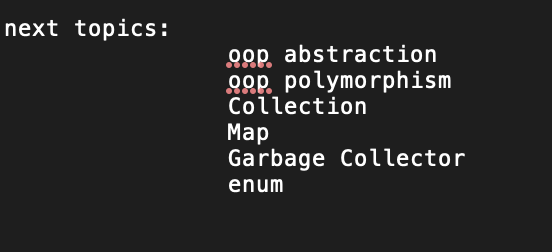 next topics:
oop abstraction
oop polymorphism
Collection
Map
Garbage Collector
enum